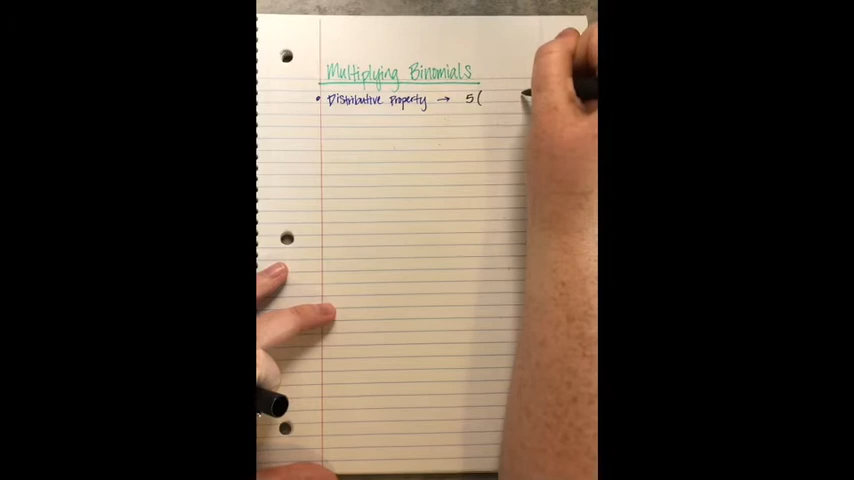 Multiplying Binomials
• Distributive Property → 5(